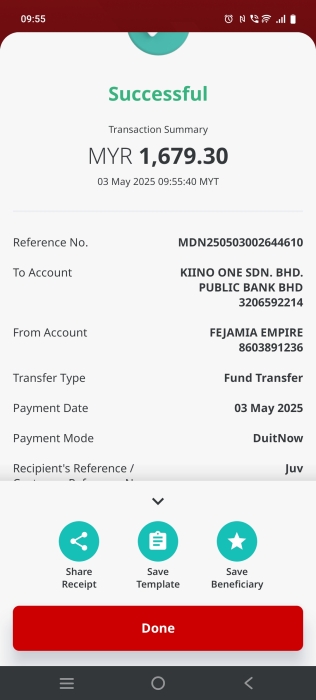 09:55
Successful
Transaction Summary
MYR 1,679.30
03 May 2025 09:55:40 MYT
Reference No. MDN250503002644610
To Account KIINO ONE SDN. BHD.
PUBLIC BANK BHD
3206592214
From Account FEJAMIA EMPIRE
8603891236
Transfer Type Fund Transfer
Payment Date 03 May 2025
Payment Mode DuitNow
Recipient's Reference / Juv
Share
Receipt
Save
Template
Save
Beneficiary
Done